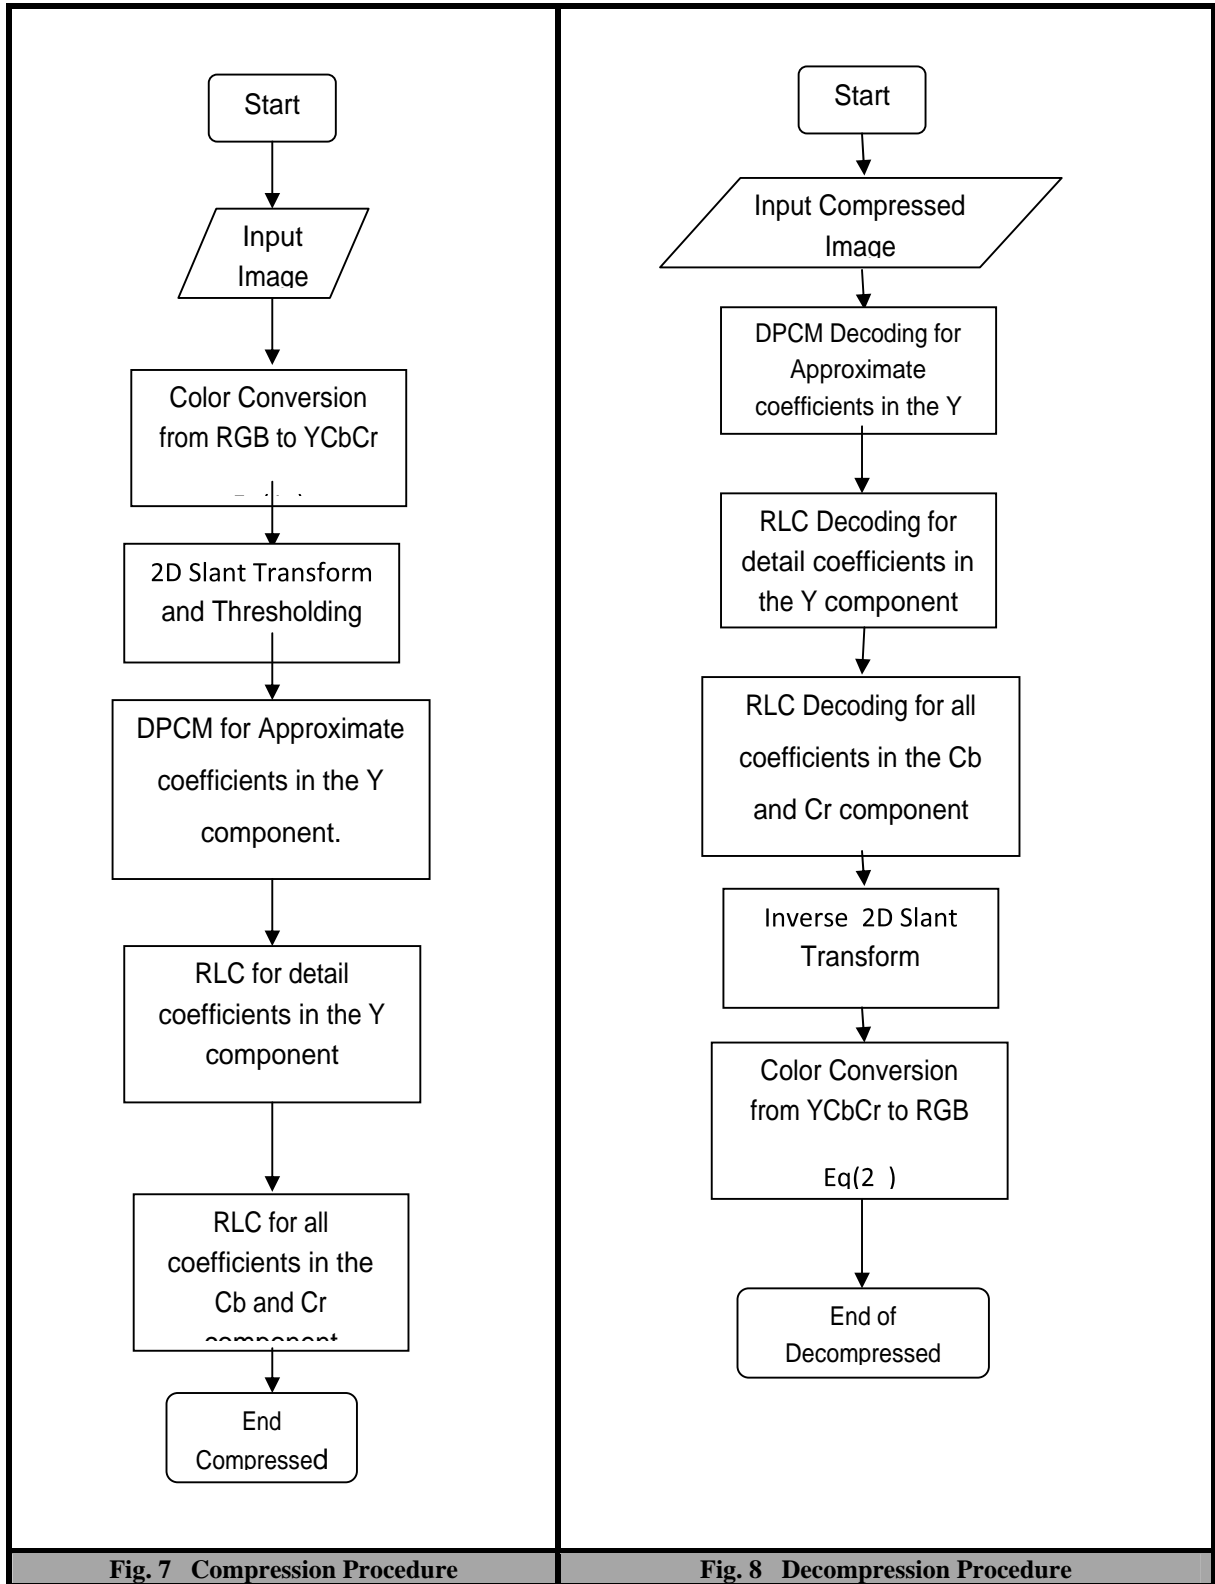 Start
Input
Image
Color Conversion
from RGB to YCbCr
2D Slant Transform
and Thresholding
DPCM for Approximate
coefficients in the Y
component.
RLC for detail
coefficients in the Y
component
RLC for all
coefficients in the
Cb and Cr
component
End
Compressed
Fig. 7 Compression Procedure
Start
Input Compressed
Image
DPCM Decoding for
Approximate
coefficients in the Y
RLC Decoding for
detail coefficients in
the Y component
RLC Decoding for all
coefficients in the Cb
and Cr component
Inverse 2D Slant
Transform
Color Conversion
from YCbCr to RGB
Eq(2 )
End of
Decompressed
Fig. 8 Decompression Procedure